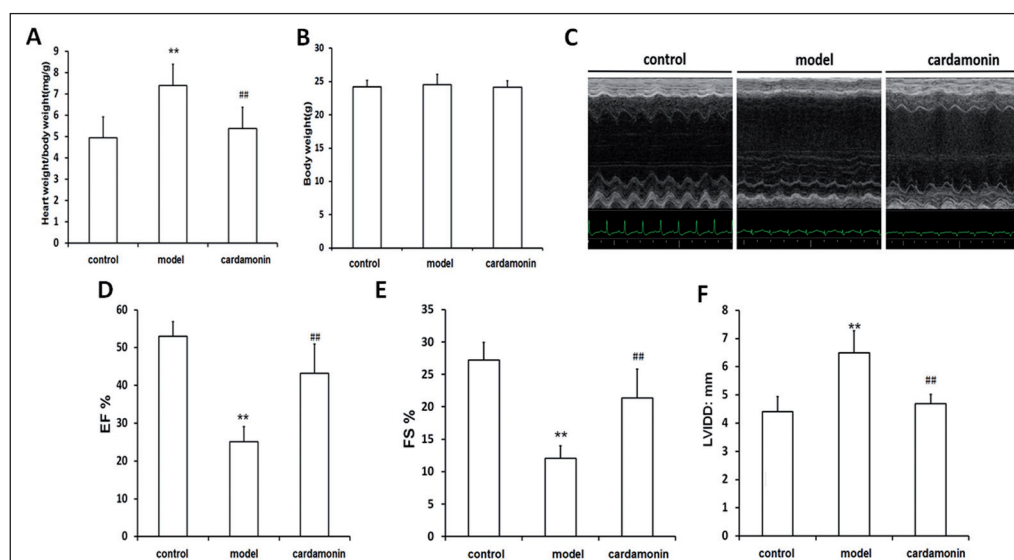 A
Heart weight/body weight(mg/g)
9
8
7
6
5
4
3
2
1
0
**
##
control model cardamonin
B
Body weight(g)
30
25
20
15
10
5
0
control model cardamonin
C
control model cardamonin
D
EF %
60
50
40
30
20
10
0
**
##
control model cardamonin
E
FS %
35
30
25
20
15
10
5
0
**
##
control model cardamonin
F
LVIDD: mm
8
7
6
5
4
3
2
1
0
**
##
control model cardamonin